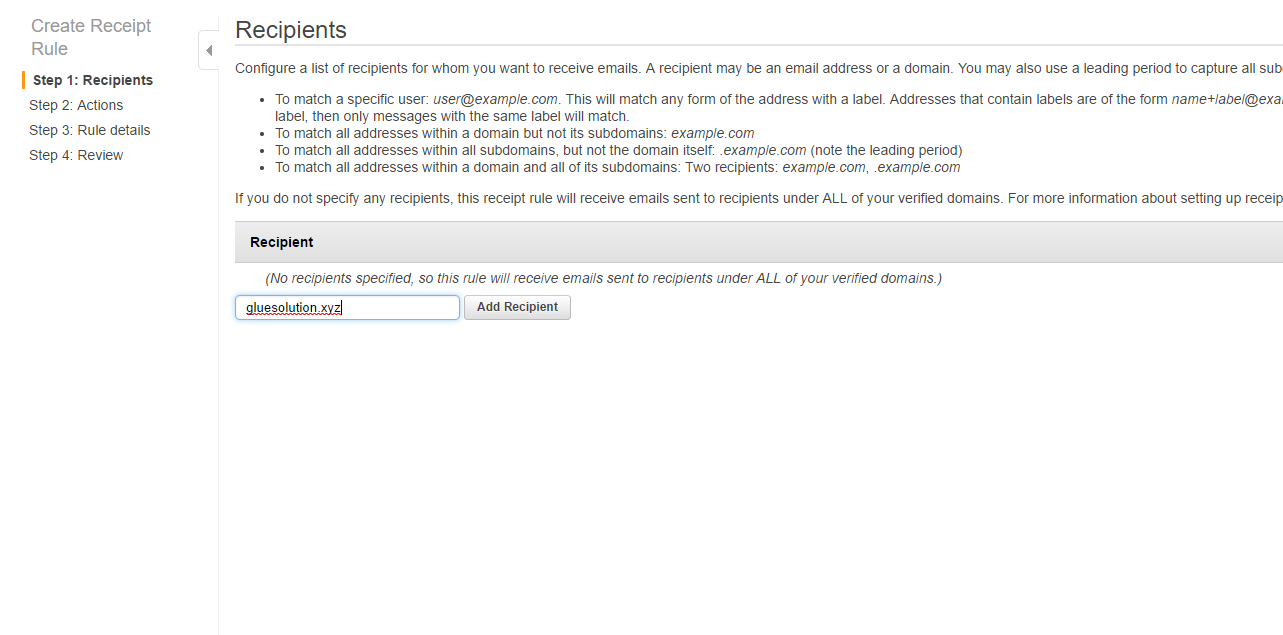 Create Receipt
Rule
Step 1: Recipients
Step 2: Actions
Step 3: Rule details
Step 4: Review
Recipients
Configure a list of recipients for whom you want to receive emails. A recipient may be an email address or a domain. You may also use a leading period to capture all
To match a specific user: user@example.com. This will match any form of the address with a label. Addresses that contain labels are of the form
label, then only messages with the same label will match.
To match all addresses within a domain but not its subdomains: example.com
To match all addresses within all subdomains, but not the domain itself: .example.com (note the leading period)
To match all addresses within a domain and all of its subdomains: Two recipients: example.com, .example.com
If you do not specify any recipients, this receipt rule will receive emails sent to recipients under ALL of your verified domains. For more information about setting up
Recipient
(No recipients specified, so this rule will receive emails sent to recipients under ALL of your verified domains.)
gluesolution.xyz Add Recipient